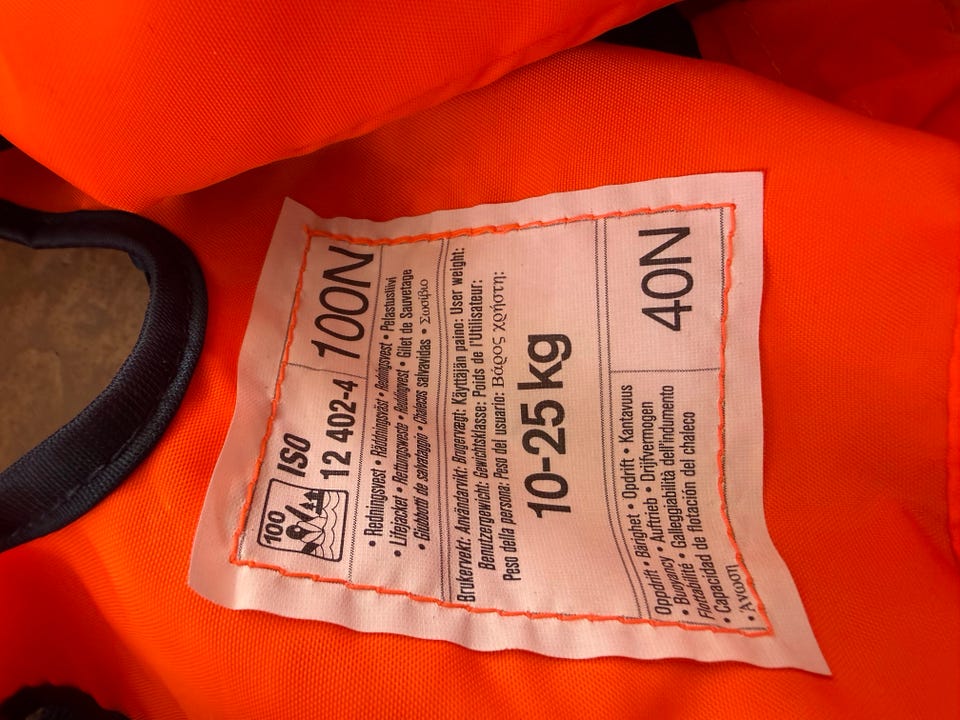 100
ISO
12 402-4
100N
• Redningsvest • Räddningsväst • Redningsvest • Pelastusliivi
• Lifejacket • Rettungsweste • Reddingvest • Gilet de Sauvetage
• Giubbotti de salvataggio • Chalecos salvavidas • Σωσίβιο
Brukervekt: Användarvikt: Brugervægt: Käyttäjän paino: User weight:
Benutzergewicht: Gewichtsklasse: Poids de l'Utilisateur:
Peso della persona: Peso del usuario: Βάρος χρήστη:
10-25 kg
Oppdrift • Bärighet • Opdrift • Kantavuus
• Buoyancy • Auftrieb • Drijfvermogen
Flottabilité • Galleggiabilità dell'indumento
• Capacidad de flotación del chaleco
• Άνωση
40N